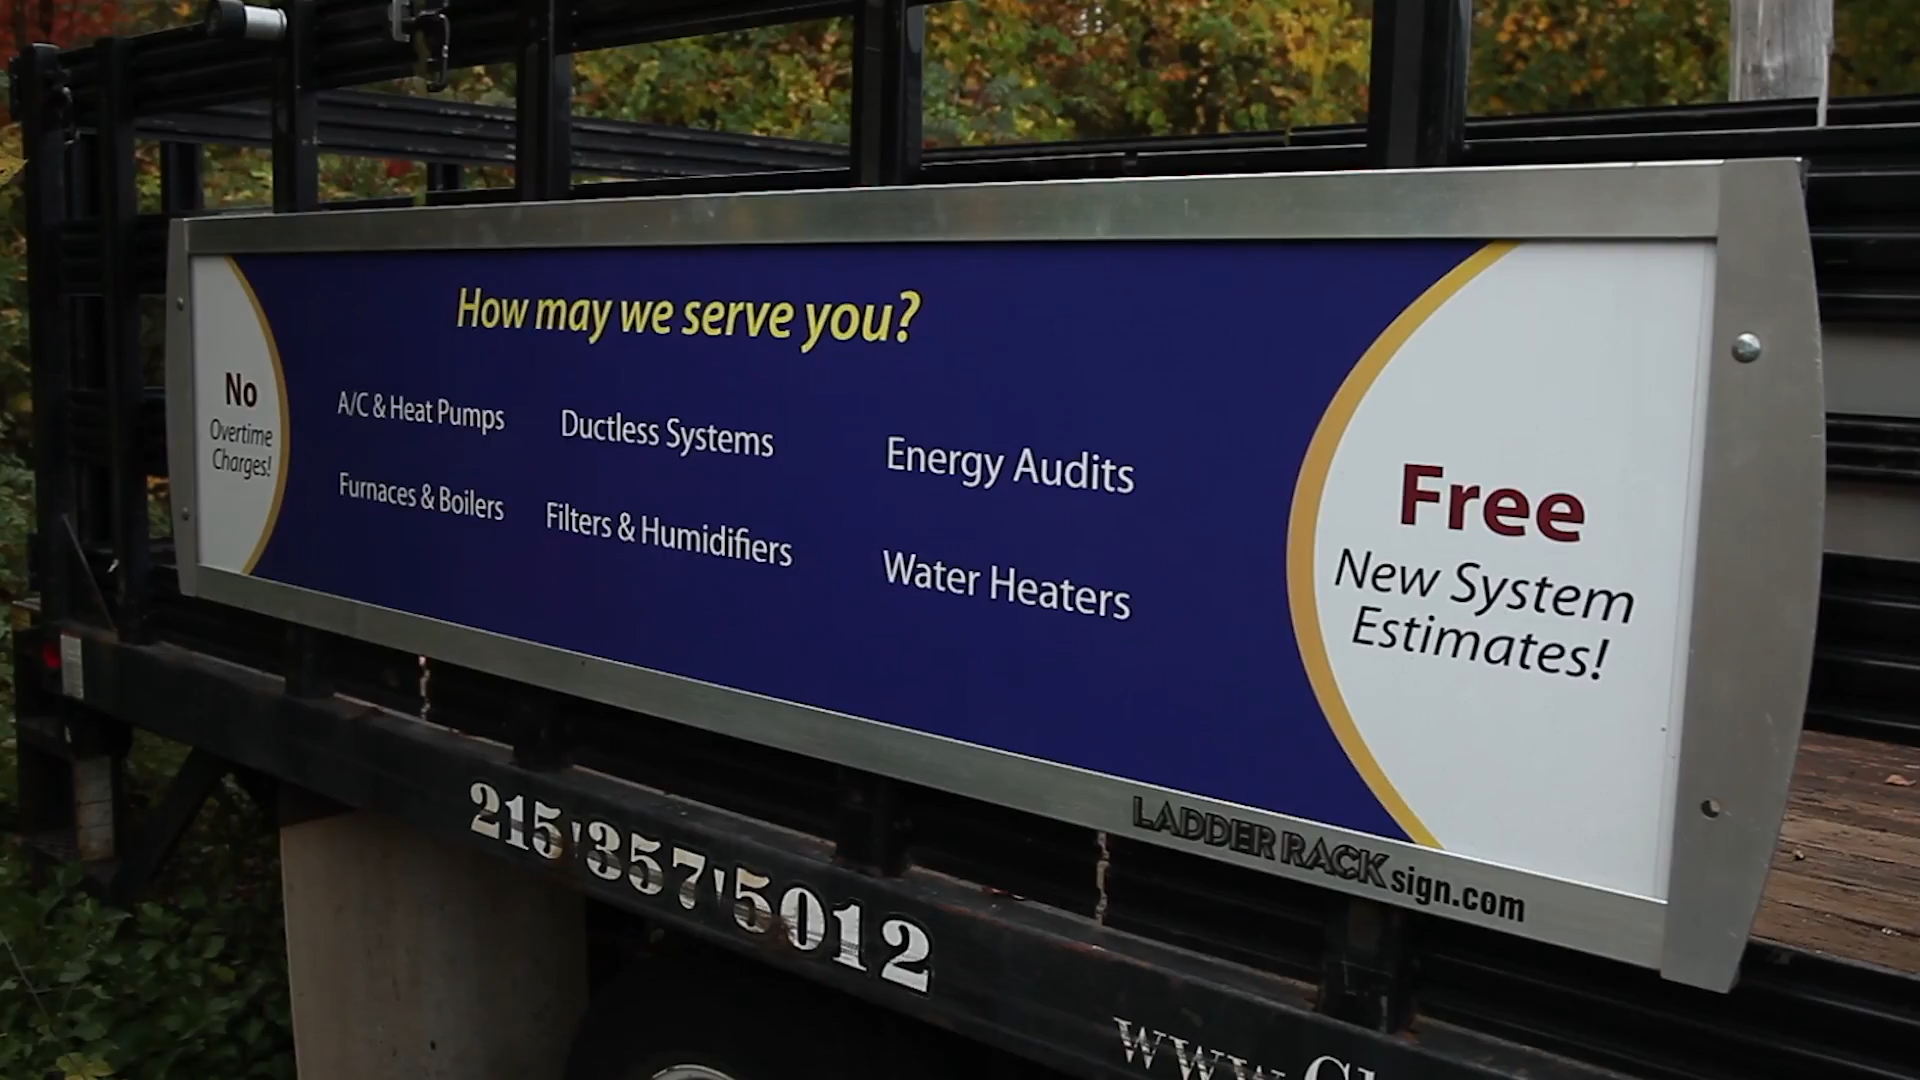 How may we serve you?
No
Overtime
Charges!
A/C & Heat Pumps
Ductless Systems
Energy Audits
Furnaces & Boilers
Filters & Humidifiers
Water Heaters
Free
New System
Estimates!
LADDER RACK sign.com
215'357'5012
www.